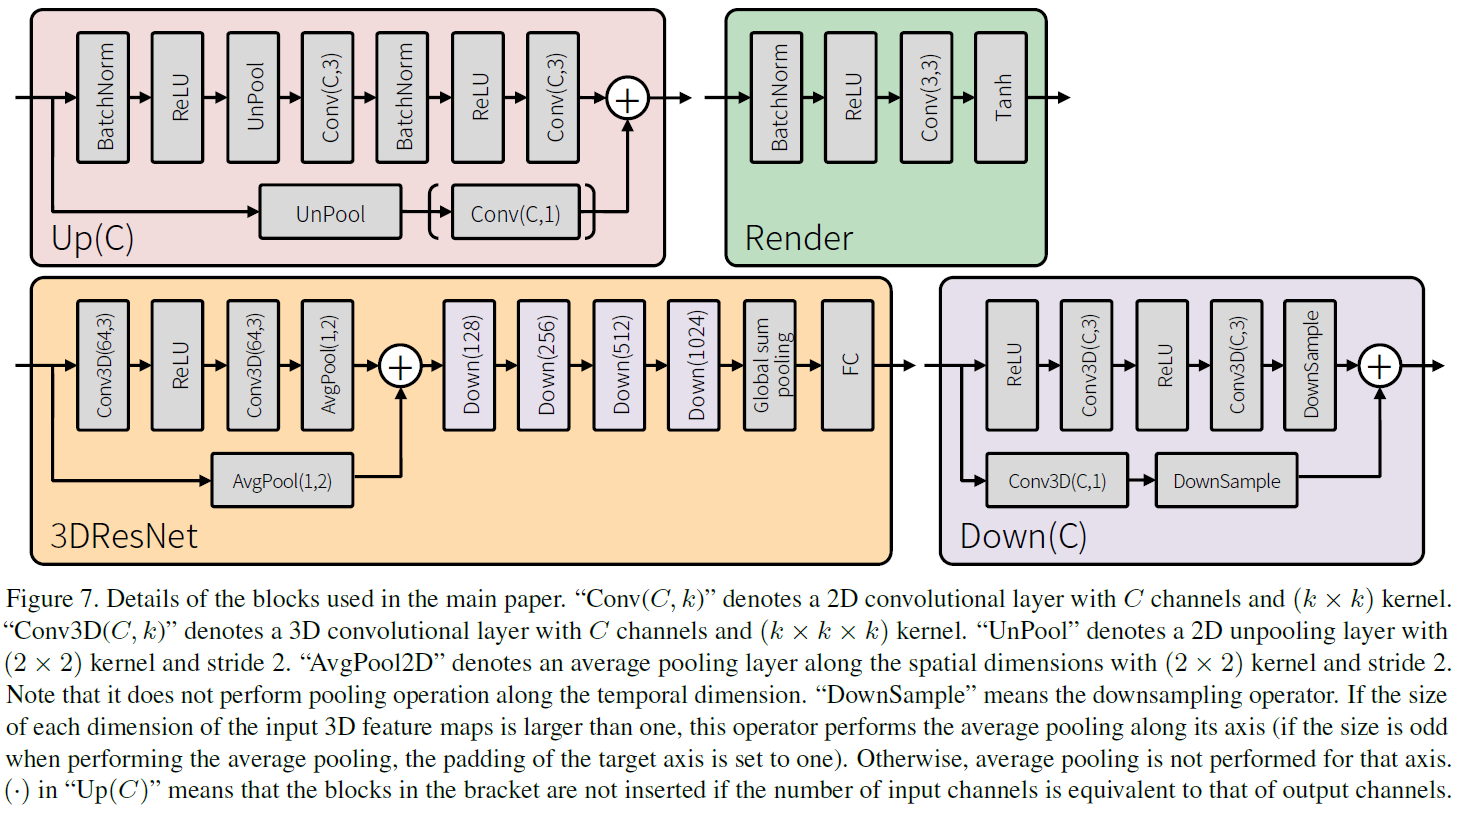 BatchNorm
ReLU
UnPool
Conv(C,3)
BatchNorm
ReLU
Conv(C,3)
UnPool
Conv(C,1)
Up(C)
BatchNorm
ReLU
Conv(3,3)
Tanh
Render
Conv3D(64,3)
ReLU
Conv3D(64,3)
AvgPool(1,2)
Down(128)
Down(256)
Down(512)
Down(1024)
Global sum
pooling
FC
AvgPool(1,2)
3DResNet
ReLU
Conv3D(C,3)
ReLU
Conv3D(C,3)
DownSample
Conv3D(C,1)
DownSample
Down(C)
Figure 7. Details of the blocks used in the main paper. “Conv(C, k)” denotes a 2D convolutional layer with C channels and (k × k) kernel.
“Conv3D(C, k)” denotes a 3D convolutional layer with C channels and (k × k × k) kernel. “UnPool” denotes a 2D unpooling layer with
(2 × 2) kernel and stride 2. “AvgPool2D” denotes an average pooling layer along the spatial dimensions with (2 × 2) kernel and stride 2.
Note that it does not perform pooling operation along the temporal dimension. “DownSample” means the downsampling operator. If the size
of each dimension of the input 3D feature maps is larger than one, this operator performs the average pooling along its axis (if the size is odd
when performing the average pooling, the padding of the target axis is set to one). Otherwise, average pooling is not performed for that axis.
(·) in “Up(C)” means that the blocks in the bracket are not inserted if the number of input channels is equivalent to that of output channels.